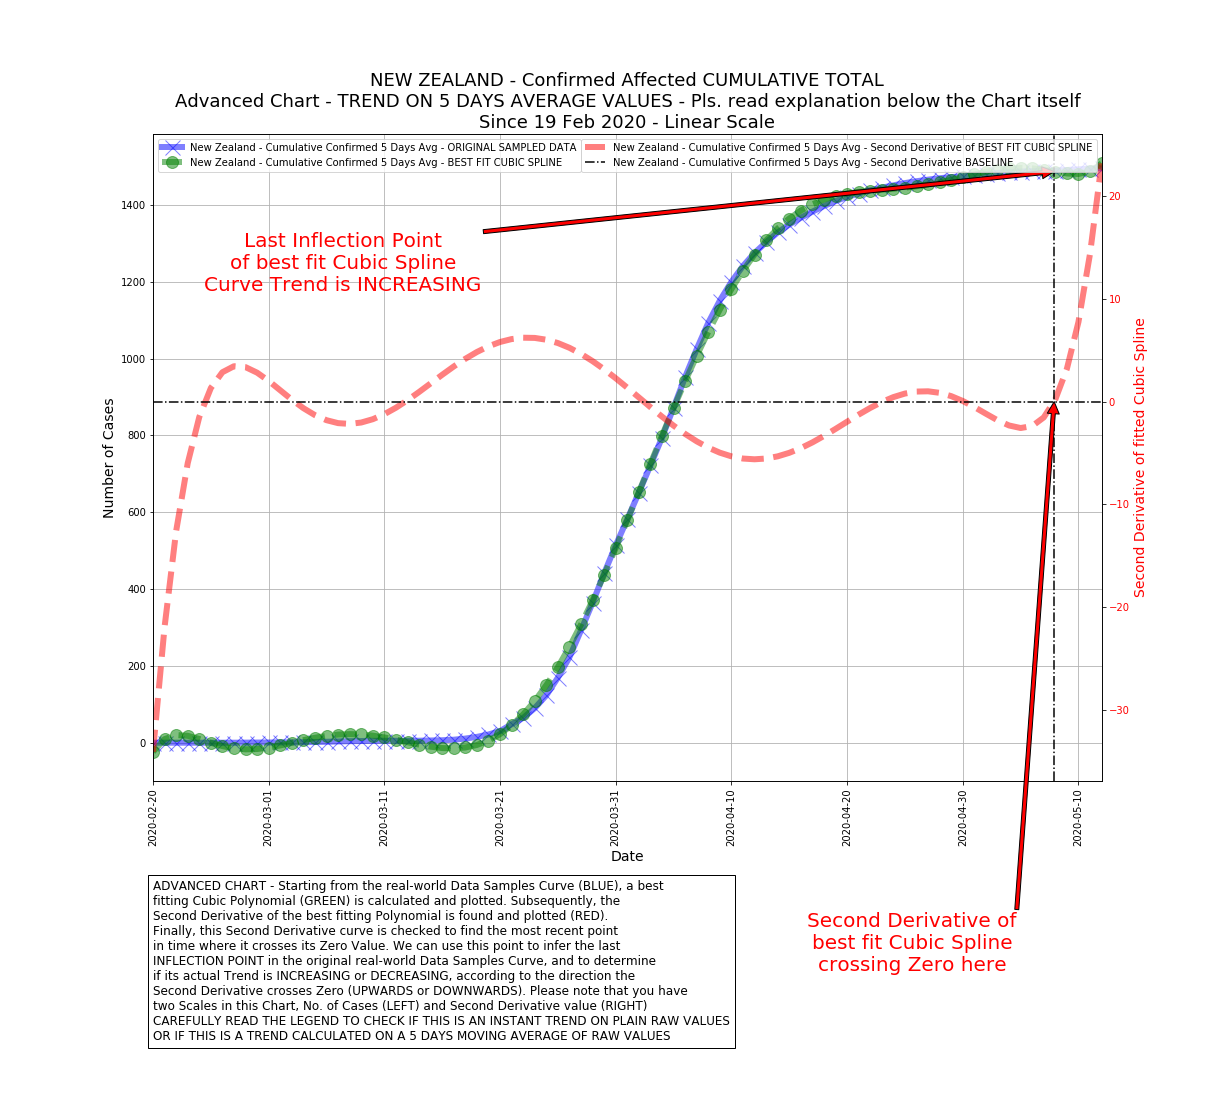 NEW ZEALAND - Confirmed Affected CUMULATIVE TOTAL
Advanced Chart - TREND ON 5 DAYS AVERAGE VALUES - Pls. read explanation below the Chart itself
Since 19 Feb 2020 - Linear Scale
New Zealand - Cumulative Confirmed 5 Days Avg - ORIGINAL SAMPLED DATA
New Zealand - Cumulative Confirmed 5 Days Avg - BEST FIT CUBIC SPLINE
New Zealand - Cumulative Confirmed 5 Days Avg - Second Derivative of BEST FIT CUBIC SPLINE
New Zealand - Cumulative Confirmed 5 Days Avg - Second Derivative BASELINE
Last Inflection Point
of best fit Cubic Spline
Curve Trend is INCREASING
Number of Cases
1400
1200
1000
800
600
400
200
0
20
10
0
−10
−20
−30
Second Derivative of fitted Cubic Spline
2020-02-20
2020-03-01
2020-03-11
2020-03-21
2020-03-31
2020-04-10
2020-04-20
2020-04-30
2020-05-10
Date
ADVANCED CHART - Starting from the real-world Data Samples Curve (BLUE), a best
fitting Cubic Polynomial (GREEN) is calculated and plotted. Subsequently, the
Second Derivative of the best fitting Polynomial is found and plotted (RED).
Finally, this Second Derivative curve is checked to find the most recent point
in time where it crosses its Zero Value. We can use this point to infer the last
INFLECTION POINT in the original real-world Data Samples Curve, and to determine
if its actual Trend is INCREASING or DECREASING, according to the direction the
Second Derivative crosses Zero (UPWARDS or DOWNWARDS). Please note that you have
two Scales in this Chart, No. of Cases (LEFT) and Second Derivative value (RIGHT)
CAREFULLY READ THE LEGEND TO CHECK IF THIS IS AN INSTANT TREND ON PLAIN RAW VALUES
OR IF THIS IS A TREND CALCULATED ON A 5 DAYS MOVING AVERAGE OF RAW VALUES
Second Derivative of
best fit Cubic Spline
crossing Zero here